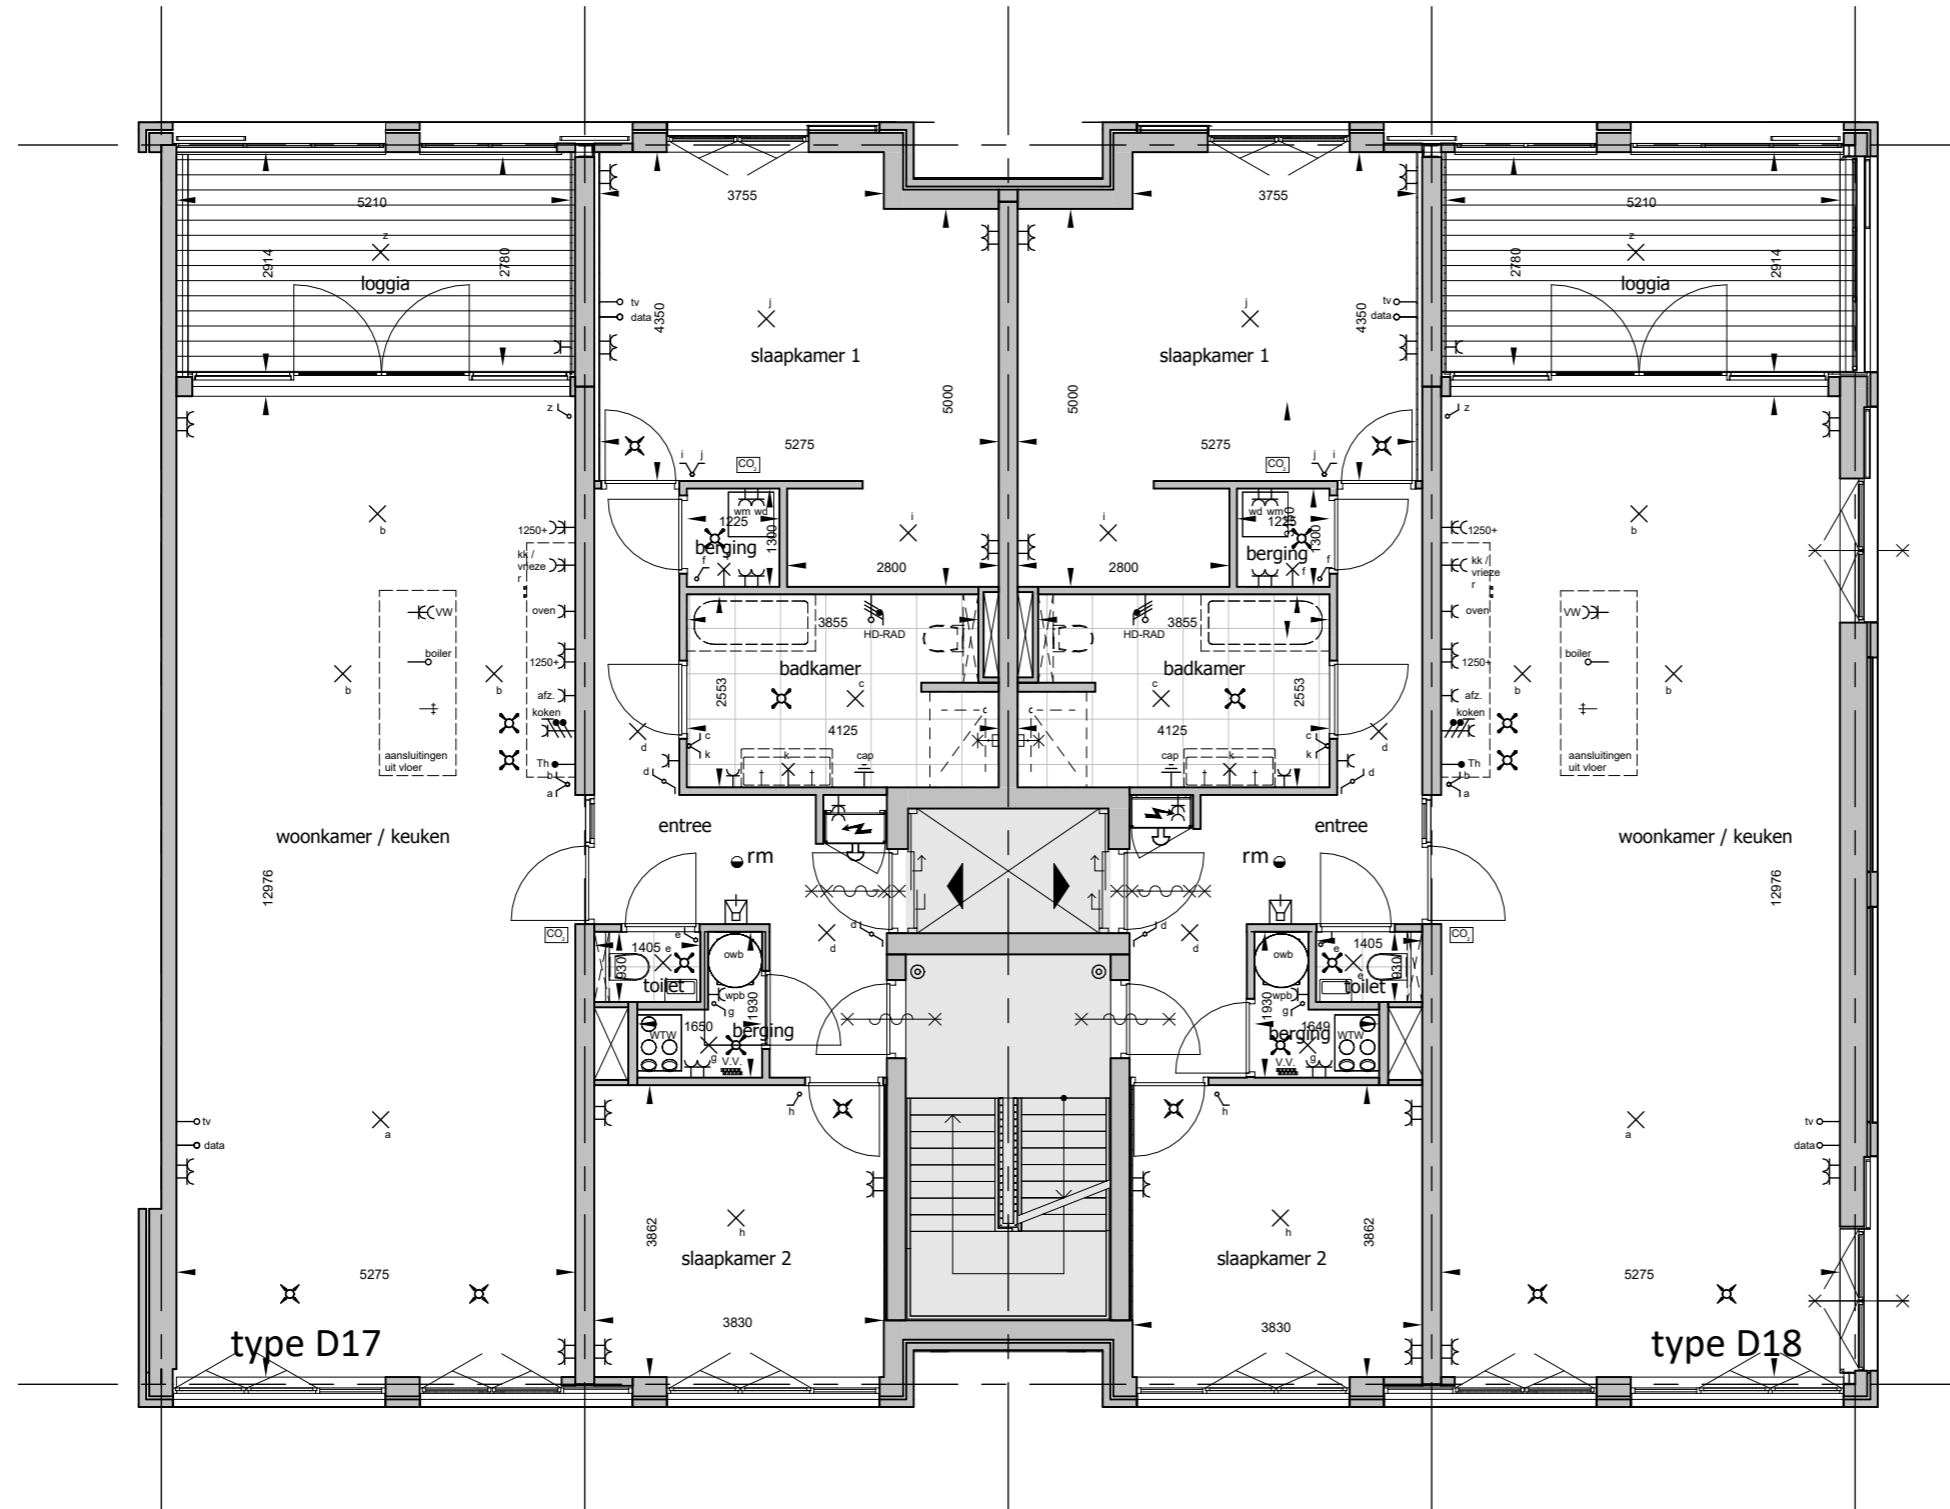 3755
3755
5210
5210
z
z
2914
2780
2780
2914
loggia
loggia
tv
data
4350
j
slaapkamer 1
j
slaapkamer 1
4350
tv
data
z
5000
5000
z
5275
5275
i j
CO2
CO2
j i
b
1250+
kk /
vrieze
r
wm wd
1225
1300
berging
f
i
2800
i
2800
wd wm
1225
1300
berging
f
f
1250+
kk /
vrieze
r
b
VW
oven
3855
HD-RAD
3855
HD-RAD
oven
VW
boiler
1250+
badkamer
badkamer
1250+
boiler
b
b
afz.
koken
2553
c
c
c
c
2553
afz.
koken
b
b
d
c
k
4125
4125
c
k
d
aansluitingen
uit vloer
Th
b
a
d
k
cap
cap
k
d
Th
b
a
aansluitingen
uit vloer
woonkamer / keuken
entree
entree
woonkamer / keuken
rm
rm
12976
12976
CO2
e
1405
e
930
toilet
owb
d
d
d
d
owb
e
1405
e
930
toilet
CO2
wpb
g
1930
1650
berging
WTW
g
V.V.
wpb
g
1930
1649
berging
WTW
g
V.V.
h
h
tv
data
a
a
tv
data
3862
h
slaapkamer 2
h
slaapkamer 2
3862
5275
5275
3830
3830
type D17
type D18